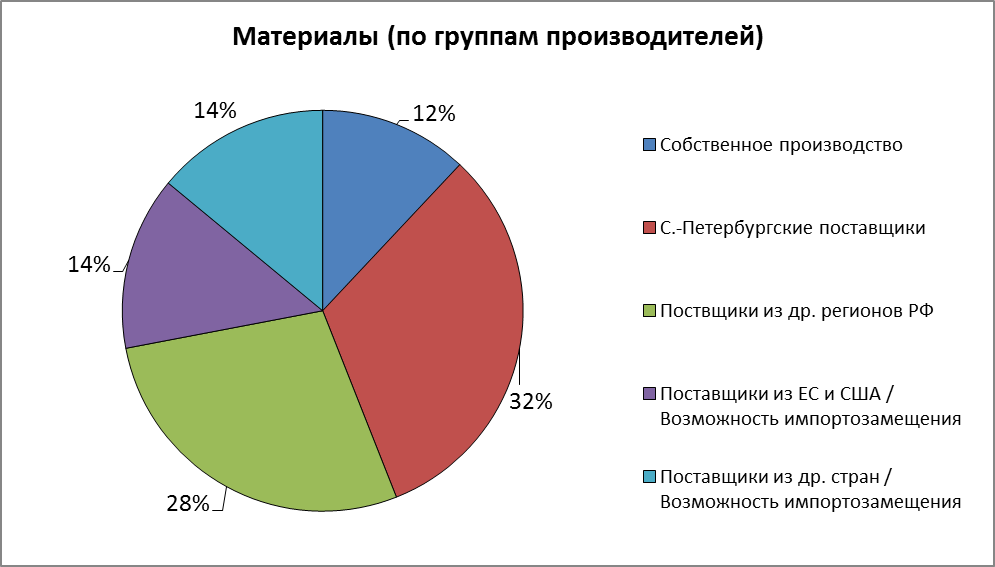 Материалы (по группам производителей)
14%
12%
14%
32%
28%
Собственное производство
С.-Петербургские поставщики
Поствщики из др. регионов РФ
Поставщики из ЕС и США /
Возможность импортозамещения
Поставщики из др. стран /
Возможность импортозамещения